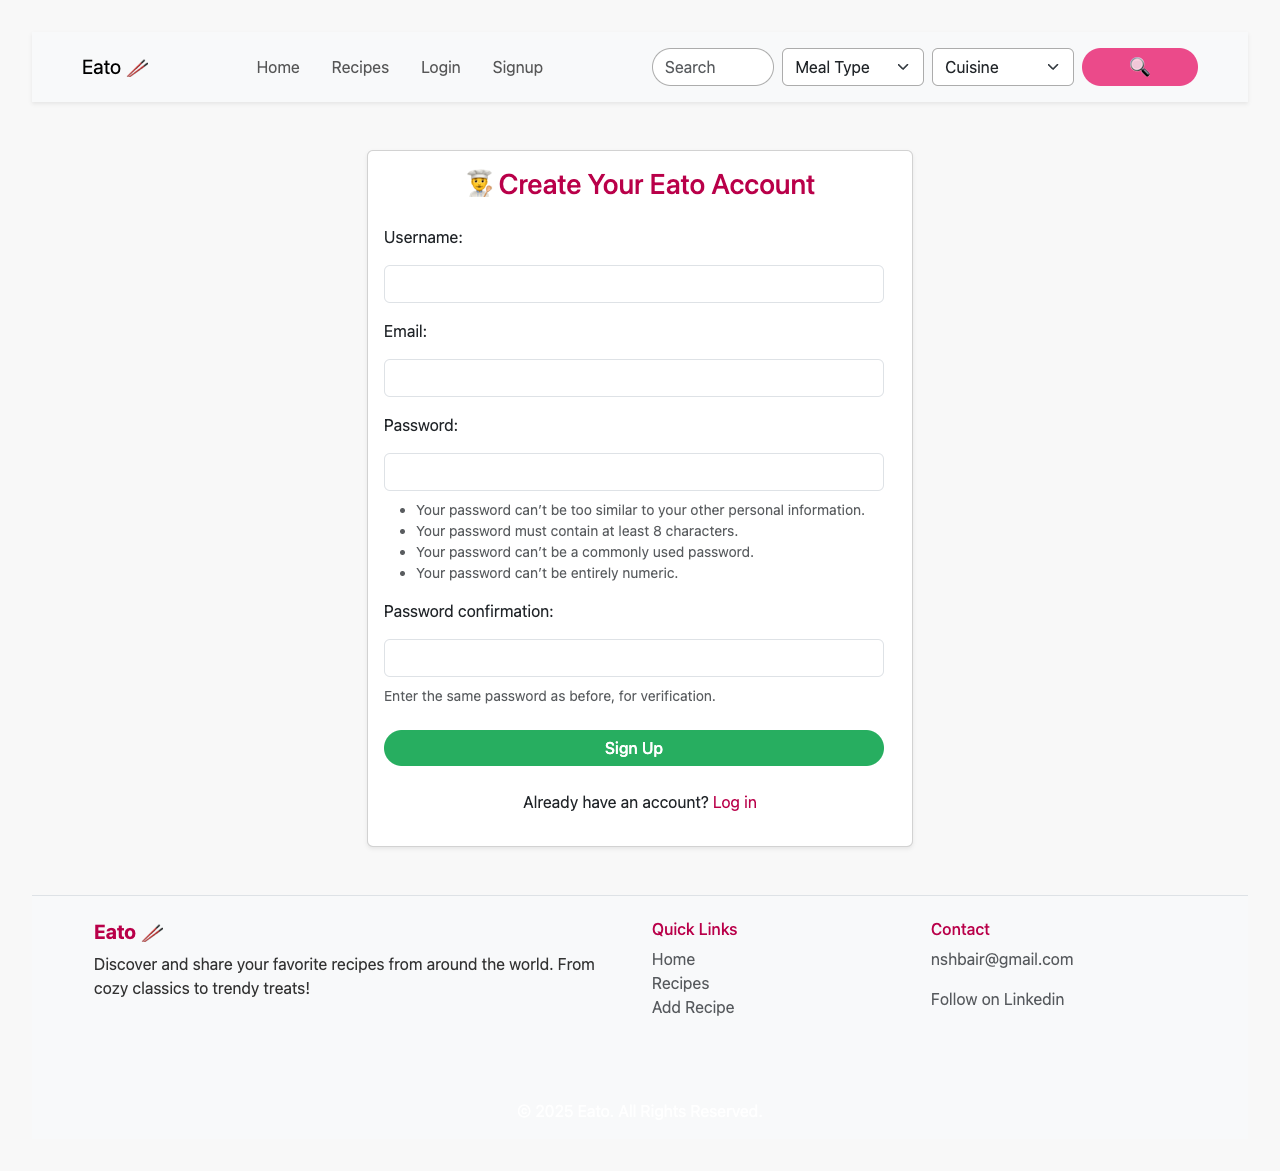 Eato
Home
Recipes
Login
Signup
Search
Meal Type
Cuisine
Create Your Eato Account
Username:
Email:
Password:
Your password can’t be too similar to your other personal information.
Your password must contain at least 8 characters.
Your password can’t be a commonly used password.
Your password can’t be entirely numeric.
Password confirmation:
Enter the same password as before, for verification.
Sign Up
Already have an account? Log in
Eato
Discover and share your favorite recipes from around the world. From
cozy classics to trendy treats!
Quick Links
Home
Recipes
Add Recipe
Contact
nshbair@gmail.com
Follow on Linkedin
© 2025 Eato. All Rights Reserved.